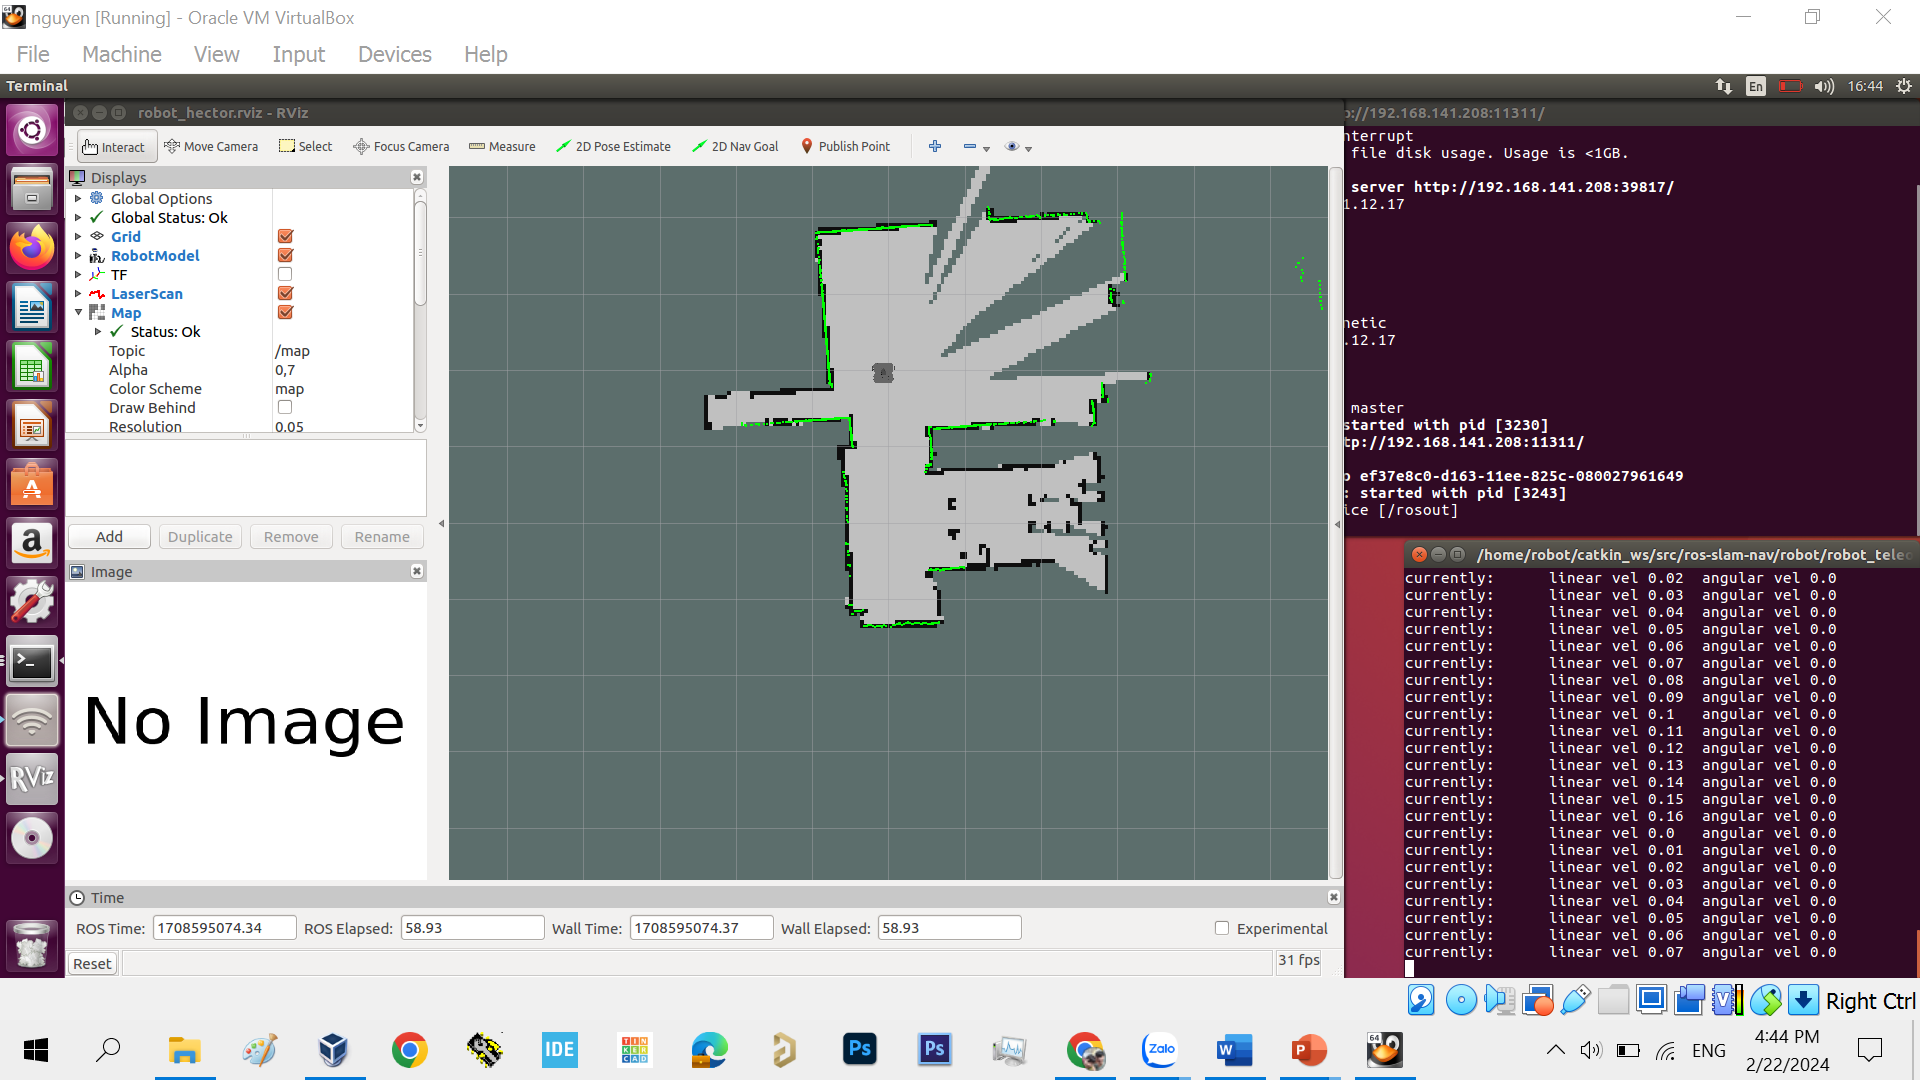 nguyen [Running] - Oracle VM VirtualBox
File Machine View Input Devices Help
Terminal
En
16:44
robot_hector.rviz - RViz
Interact Move Camera Select Focus Camera Measure 2D Pose Estimate 2D Nav Goal Publish Point
Displays
Global Options
Global Status: Ok
Grid
RobotModel
TF
LaserScan
Map
Status: Ok
Topic /map
Alpha 0,7
Color Scheme map
Draw Behind
Resolution 0.05
Add Duplicate Remove Rename
Image
No Image
Time
ROS Time: 1708595074.34 ROS Elapsed: 58.93 Wall Time: 1708595074.37 Wall Elapsed: 58.93 Experimental
Reset
31 fps
://192.168.141.208:11311/
nterrupt
file disk usage. Usage is <1GB.
server http://192.168.141.208:39817/
1.12.17
netic
.12.17
master
started with pid [3230]
tp://192.168.141.208:11311/
ef37e8c0-d163-11ee-825c-080027961649
: started with pid [3243]
ice [/rosout]
/home/robot/catkin_ws/src/ros-slam-nav/robot/robot_teleo
currently: linear vel 0.02 angular vel 0.0
currently: linear vel 0.03 angular vel 0.0
currently: linear vel 0.04 angular vel 0.0
currently: linear vel 0.05 angular vel 0.0
currently: linear vel 0.06 angular vel 0.0
currently: linear vel 0.07 angular vel 0.0
currently: linear vel 0.08 angular vel 0.0
currently: linear vel 0.09 angular vel 0.0
currently: linear vel 0.1 angular vel 0.0
currently: linear vel 0.11 angular vel 0.0
currently: linear vel 0.12 angular vel 0.0
currently: linear vel 0.13 angular vel 0.0
currently: linear vel 0.14 angular vel 0.0
currently: linear vel 0.15 angular vel 0.0
currently: linear vel 0.16 angular vel 0.0
currently: linear vel 0.0 angular vel 0.0
currently: linear vel 0.01 angular vel 0.0
currently: linear vel 0.02 angular vel 0.0
currently: linear vel 0.03 angular vel 0.0
currently: linear vel 0.04 angular vel 0.0
currently: linear vel 0.05 angular vel 0.0
currently: linear vel 0.06 angular vel 0.0
currently: linear vel 0.07 angular vel 0.0
RViz
Right Ctrl
IDE
TIN
KER
CAD
Ps
Ps
Zalo
W
P
64
ENG
4:44 PM
2/22/2024